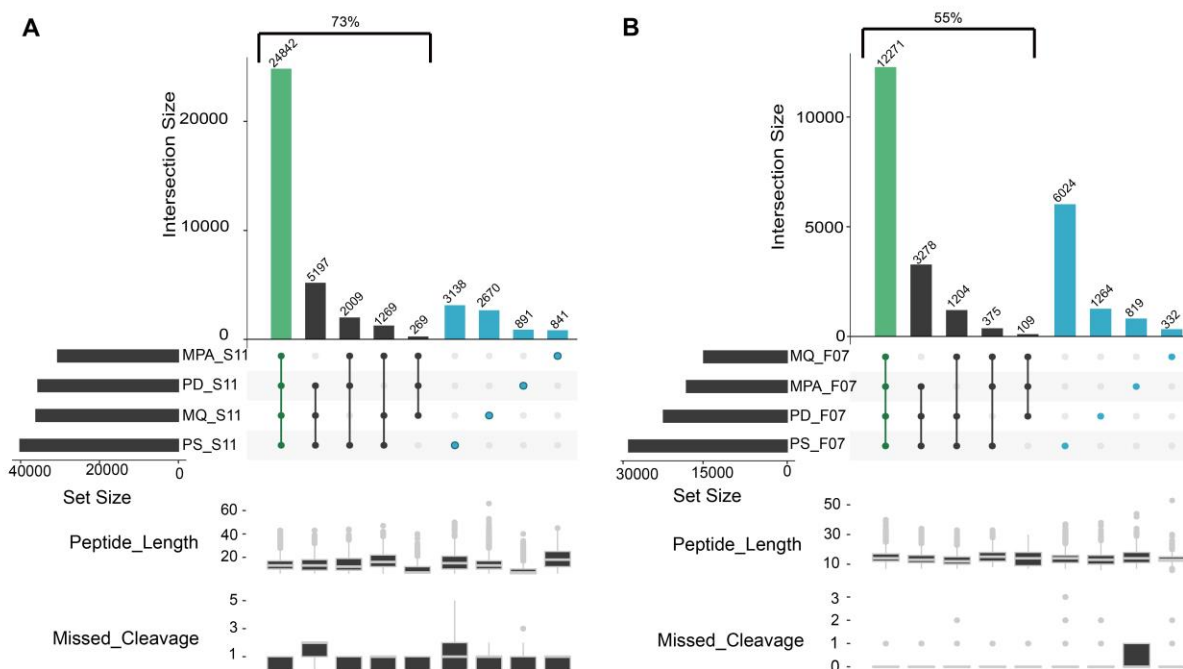 A
73%
24842
20000
10000
0
Intersection Size
5197
2009
1269
269
3138
2670
891
841
MPA_S11
PD_S11
MQ_S11
PS_S11
40000
20000
0
Set Size
Peptide_Length
60
40
20
Missed_Cleavage
5
3
1
B
55%
12271
10000
5000
0
Intersection Size
3278
1204
375
109
6024
1264
819
332
MQ_F07
MPA_F07
PD_F07
PS_F07
30000
15000
0
Set Size
Peptide_Length
50
30
10
Missed_Cleavage
3
2
1
0